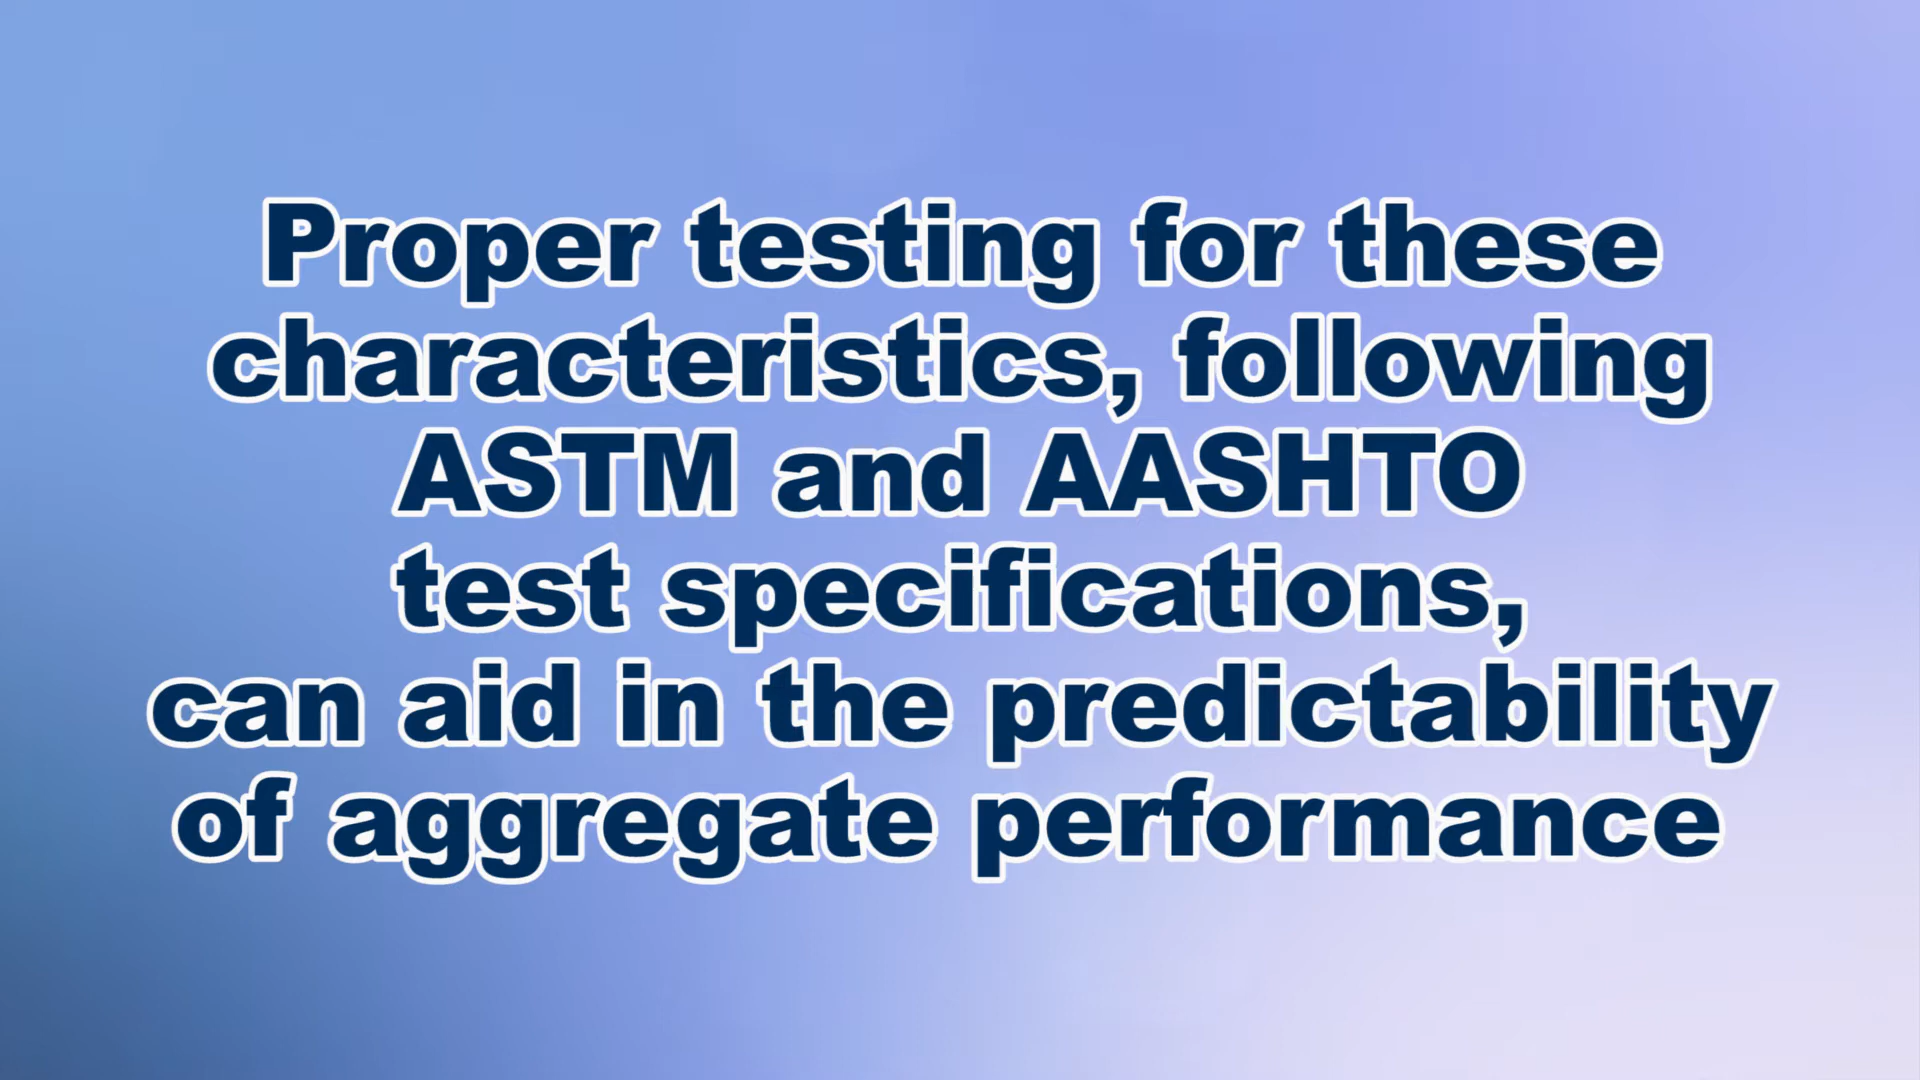 Proper testing for these
characteristics, following
ASTM and AASHTO
test specifications,
can aid in the predictability
of aggregate performance